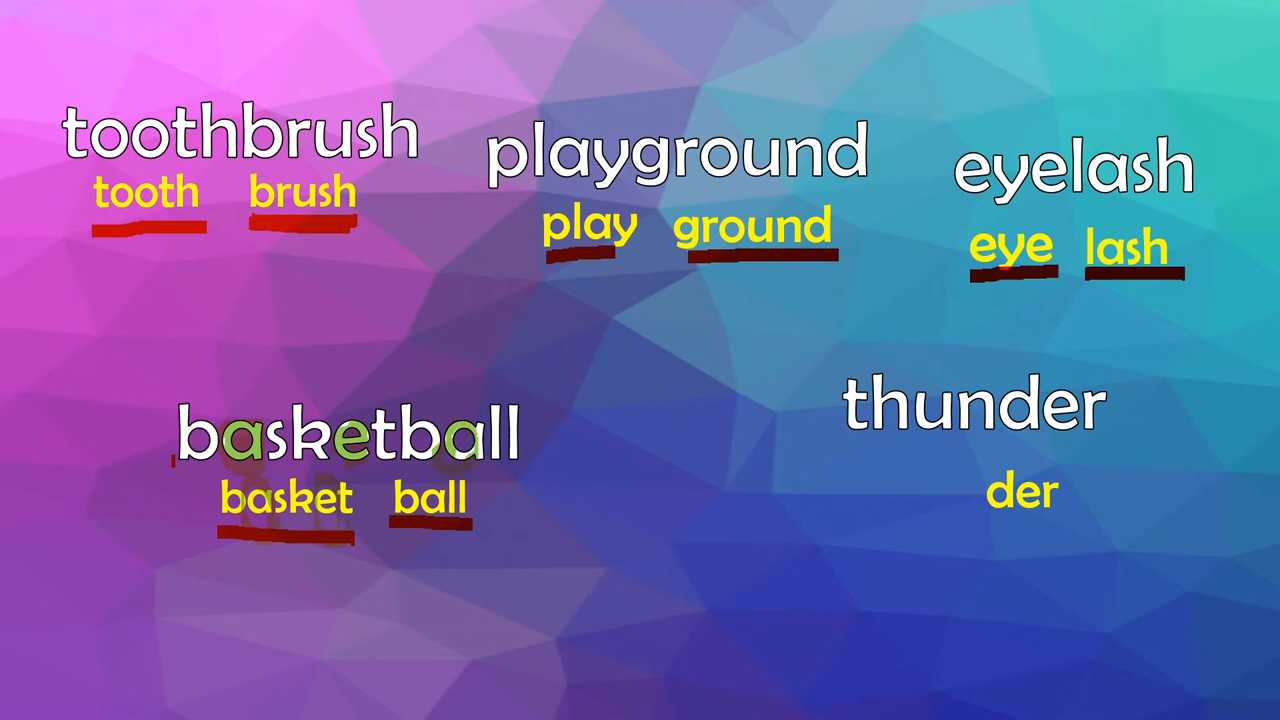 toothbrush
tooth brush
playground
play ground
eyelash
eye lash
basketball
basket ball
thunder
der